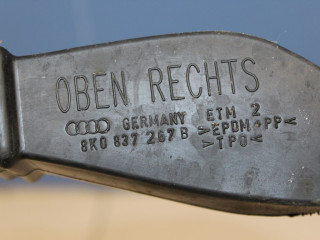 OBEN RECHTS
GERMANY ETM 2
8K0 837 267 B >EPDM+PP<
>TPO<